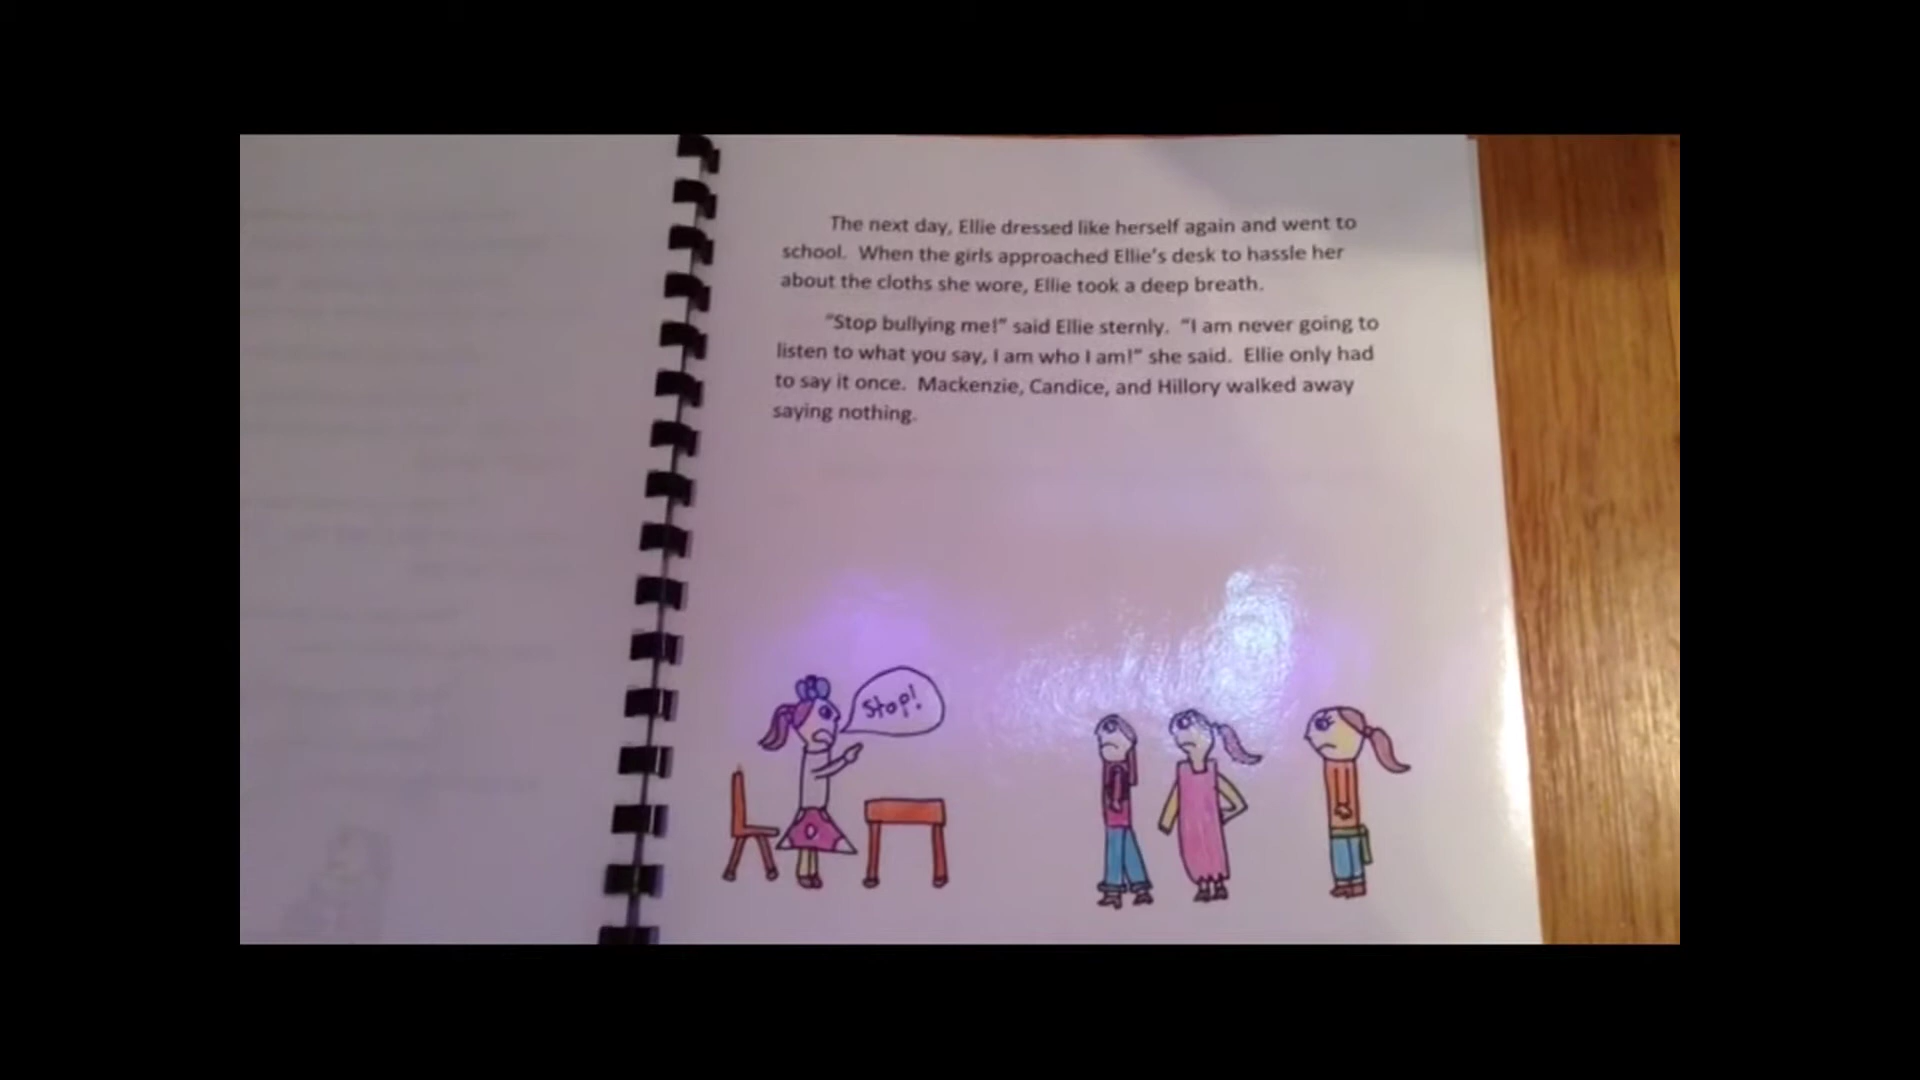 The next day, Ellie dressed like herself again and went to
school.  When the girls approached Ellie's desk to hassle her
about the cloths she wore, Ellie took a deep breath.
"Stop bullying me!" said Ellie sternly.  "I am never going to
listen to what you say, I am who I am!" she said.  Ellie only had
to say it once.  Mackenzie, Candice, and Hillory walked away
saying nothing.
Stop!